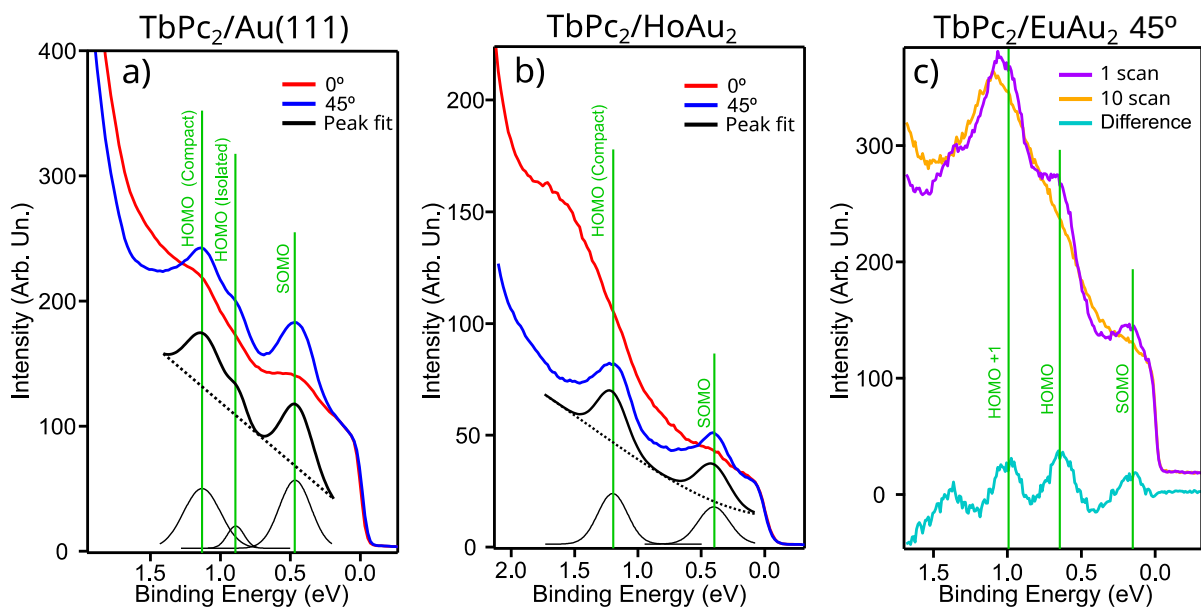 TbPc₂/Au(111)
a)
0º
45º
Peak fit
HOMO (Compact)
HOMO (Isolated)
SOMO
400
300
200
100
0
Intensity (Arb. Un.)
1.5
1.0
0.5
0.0
Binding Energy (eV)
TbPc₂/HoAu₂
b)
0º
45º
Peak fit
HOMO (Compact)
SOMO
200
150
100
50
0
Intensity (Arb. Un.)
2.0
1.5
1.0
0.5
0.0
Binding Energy (eV)
TbPc₂/EuAu₂ 45º
c)
1 scan
10 scan
Difference
HOMO +1
HOMO
SOMO
300
200
100
0
Intensity (Arb. Un.)
1.5
1.0
0.5
0.0
Binding Energy (eV)